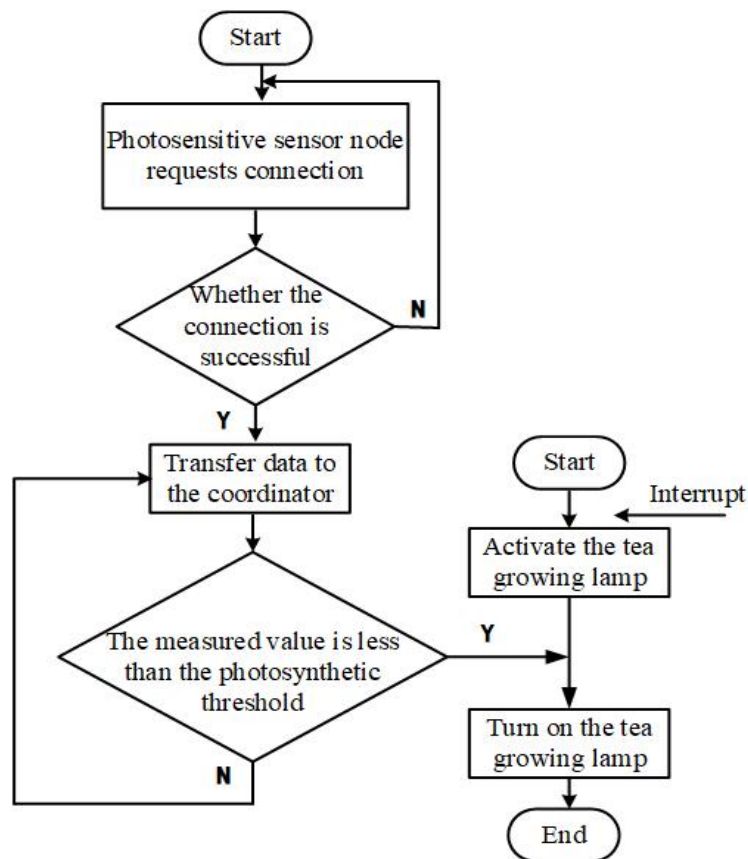 Start
Photosensitive sensor node
requests connection
Whether the
connection is
successful
N
Y
Transfer data to
the coordinator
The measured value is less
than the photosynthetic
threshold
Y
N
Start
Interrupt
Activate the tea
growing lamp
Turn on the tea
growing lamp
End